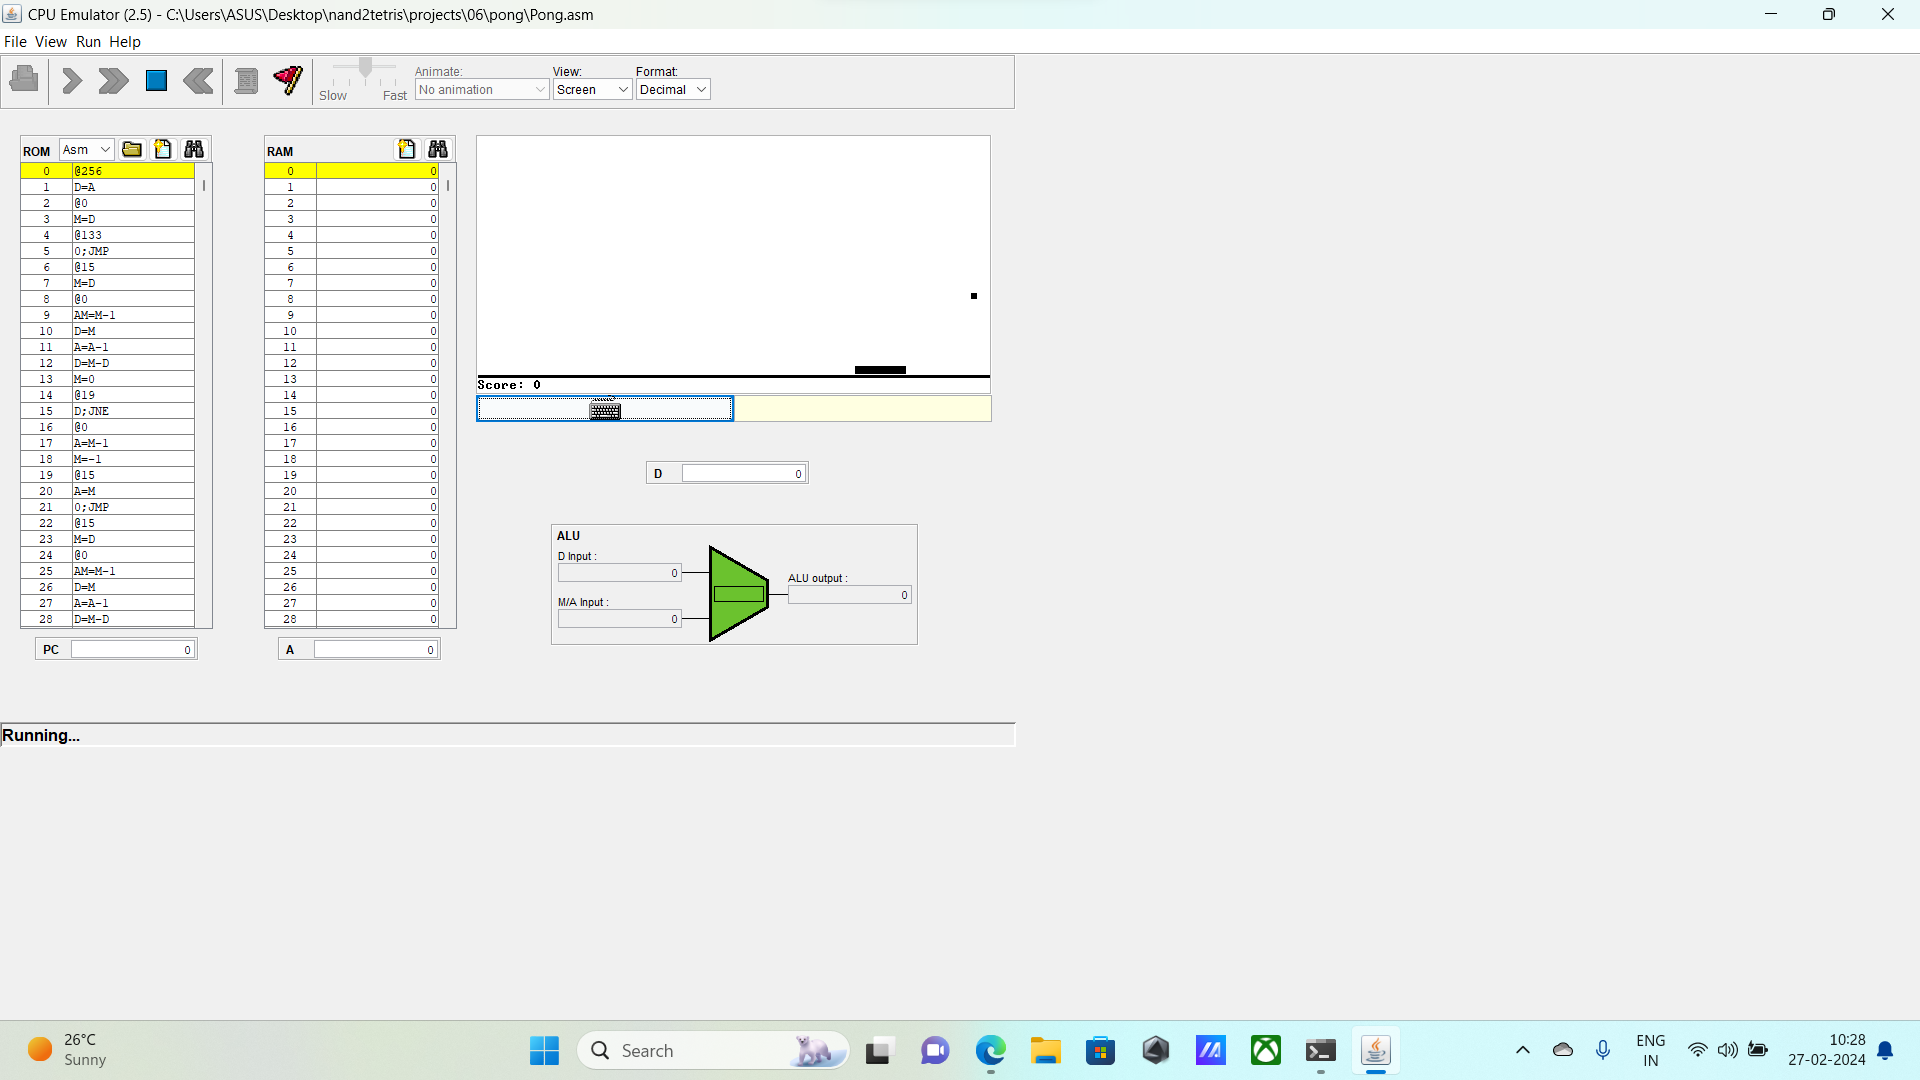 CPU Emulator (2.5) - C:\Users\ASUS\Desktop\nand2tetris\projects\06\pong\Pong.asm
File View Run Help
Slow Fast
Animate:
No animation
View:
Screen
Format:
Decimal
ROM Asm
0 @256
1 D=A
2 @0
3 M=D
4 @133
5 0;JMP
6 @15
7 M=D
8 @0
9 AM=M-1
10 D=M
11 A=A-1
12 D=M-D
13 M=0
14 @19
15 D;JNE
16 @0
17 A=M-1
18 M=-1
19 @15
20 A=M
21 0;JMP
22 @15
23 M=D
24 @0
25 AM=M-1
26 D=M
27 A=A-1
28 D=M-D
PC 0
RAM
0 0
1 0
2 0
3 0
4 0
5 0
6 0
7 0
8 0
9 0
10 0
11 0
12 0
13 0
14 0
15 0
16 0
17 0
18 0
19 0
20 0
21 0
22 0
23 0
24 0
25 0
26 0
27 0
28 0
A 0
Score: 0
D 0
ALU
D Input :
0
M/A Input :
0
ALU output :
0
Running...
26°C
Sunny
Search
ENG
IN
10:28
27-02-2024